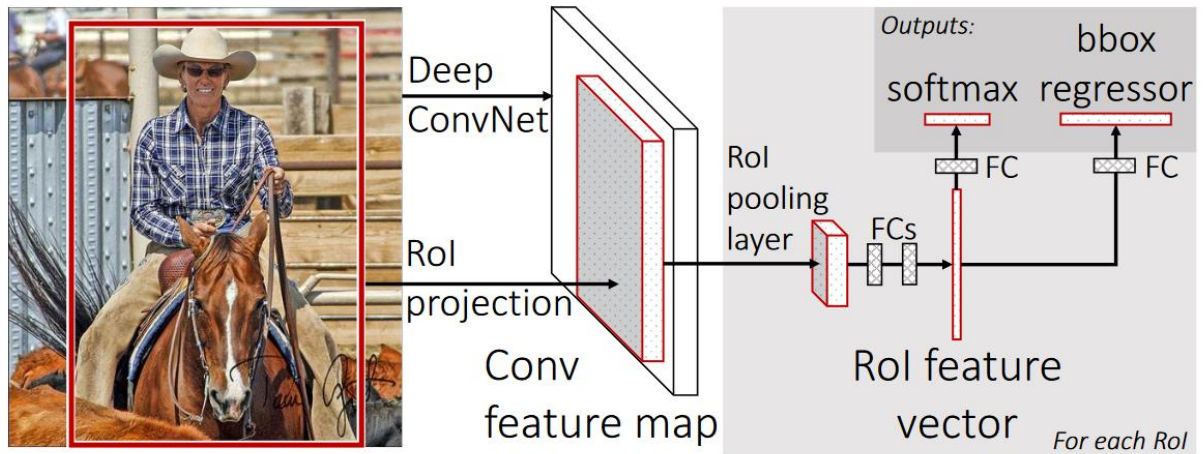 Deep
ConvNet
RoI
projection
Conv
feature map
RoI
pooling
layer
FCs
Outputs:
softmax
bbox
regressor
FC
FC
RoI feature
vector
For each RoI